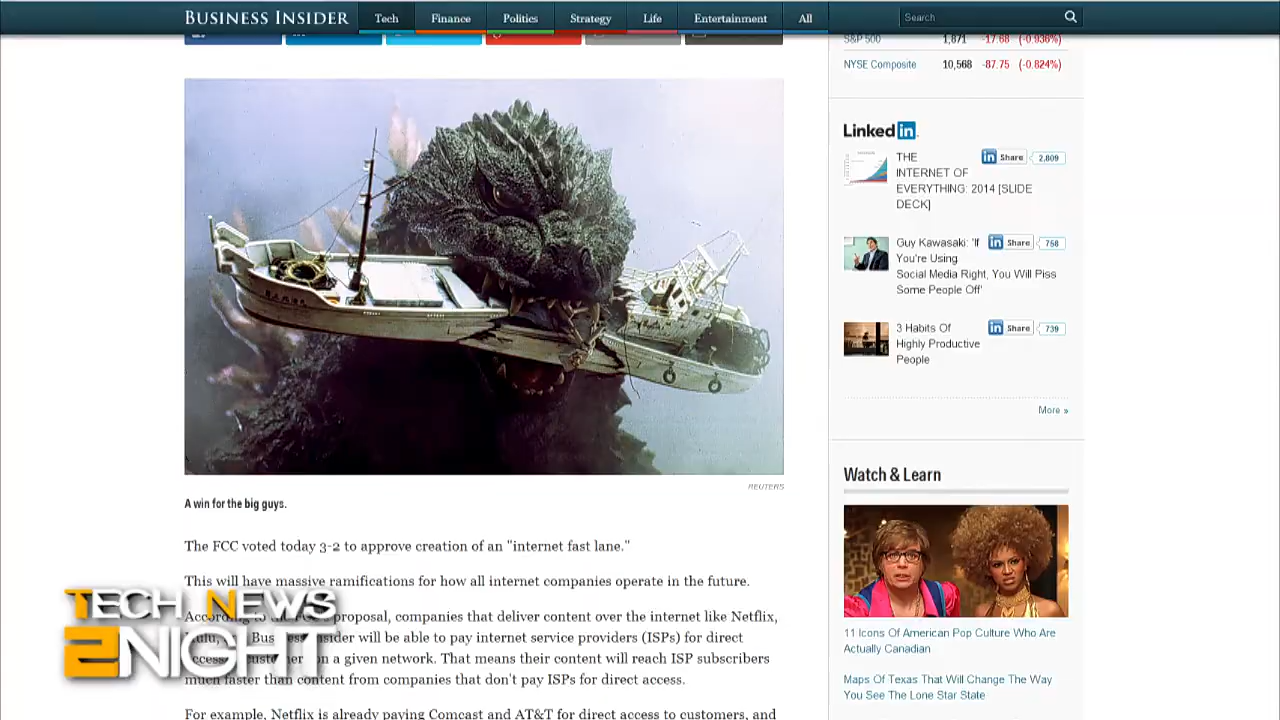 BUSINESS INSIDER
Tech
Finance
Politics
Strategy
Life
Entertainment
All
Search
REUTERS
A win for the big guys.
The FCC voted today 3-2 to approve creation of an "internet fast lane."
This will have massive ramifications for how all internet companies operate in the future.
According to the proposal, companies that deliver content over the internet like Netflix,
Insider will be able to pay internet service providers (ISPs) for direct
on a given network. That means their content will reach ISP subscribers
much faster than content from companies that don't pay ISPs for direct access.
For example, Netflix is already paying Comcast and AT&T for direct access to customers, and
TECH NEWS
2NIGHT
S&P 500 1,871 -17.68 (-0.936%)
NYSE Composite 10,568 -87.75 (-0.824%)
LinkedIn
THE
INTERNET OF
EVERYTHING: 2014 [SLIDE
DECK]
in Share 2,809
Guy Kawasaki: 'If
You're Using
Social Media Right, You Will Piss
Some People Off'
in Share 758
3 Habits Of
Highly Productive
People
in Share 739
More »
Watch & Learn
11 Icons Of American Pop Culture Who Are
Actually Canadian
Maps Of Texas That Will Change The Way
You See The Lone Star State